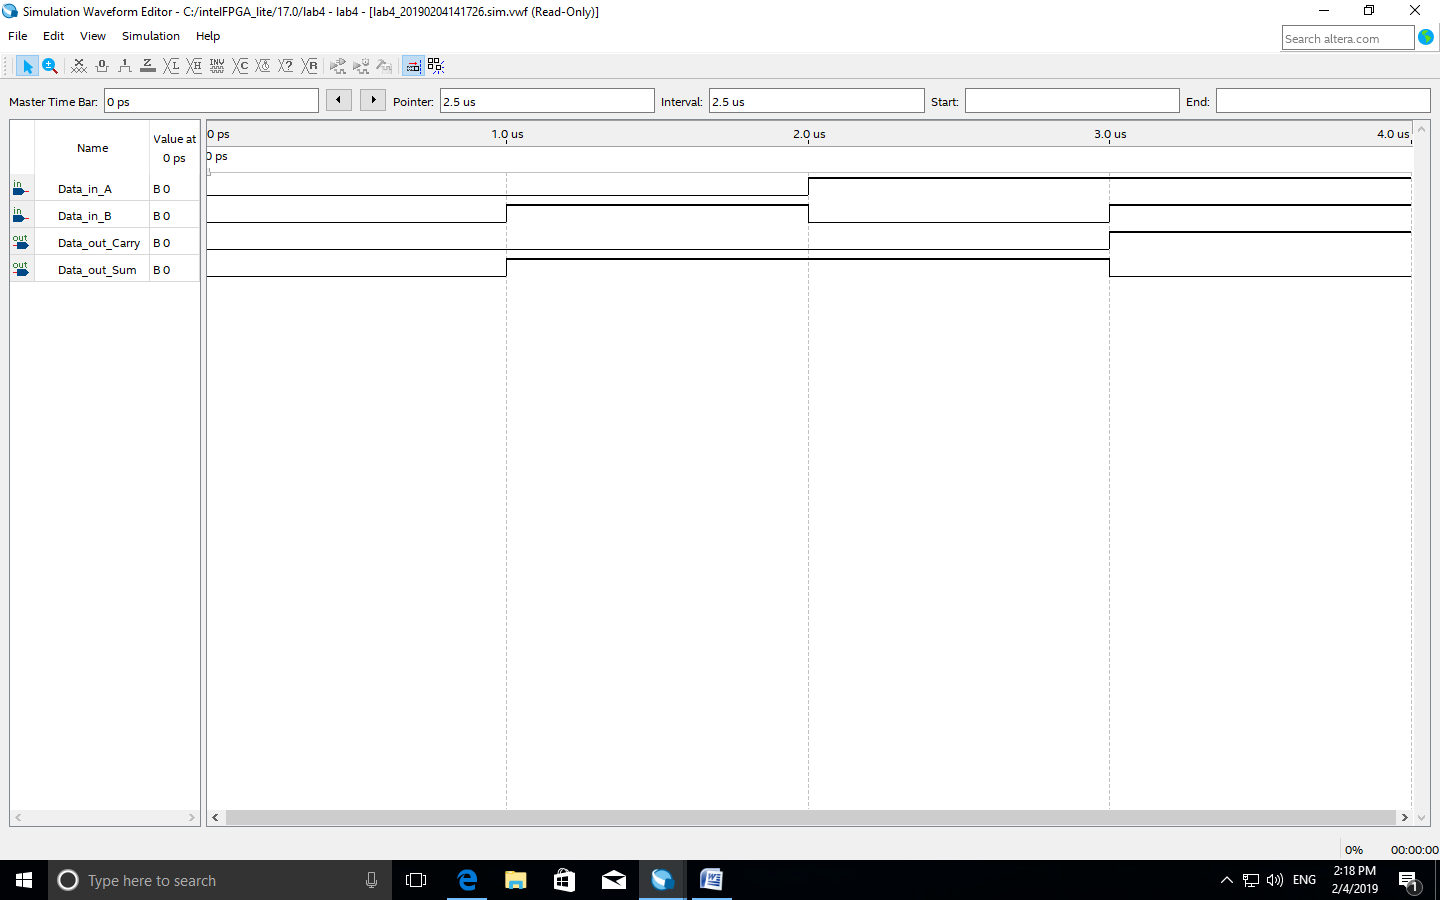 Simulation Waveform Editor - C:/intelFPGA_lite/17.0/lab4 - lab4 - [lab4_20190204141726.sim.vwf (Read-Only)]
File Edit View Simulation Help
Search altera.com
Master Time Bar: 0 ps Pointer: 2.5 us Interval: 2.5 us Start: End:
Name Value at 0 ps
0 ps 1.0 us 2.0 us 3.0 us 4.0 us
0 ps
in Data_in_A B 0
in Data_in_B B 0
out Data_out_Carry B 0
out Data_out_Sum B 0
0% 00:00:00
Type here to search
ENG
2:18 PM
2/4/2019
1